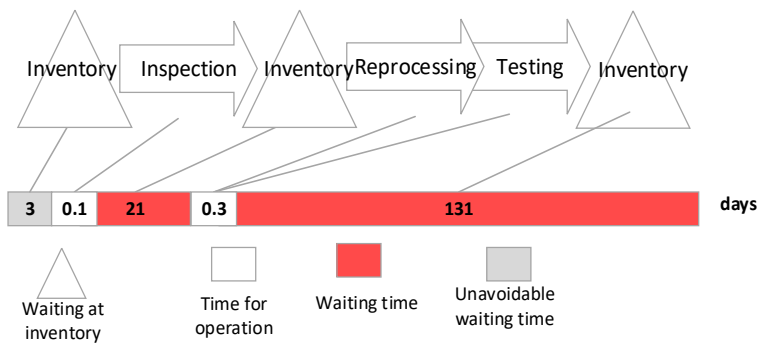 Inventory Inspection Inventory Reprocessing Testing Inventory
3 0.1 21 0.3 131 days
Waiting at
inventory
Time for
operation
Waiting time
Unavoidable
waiting time